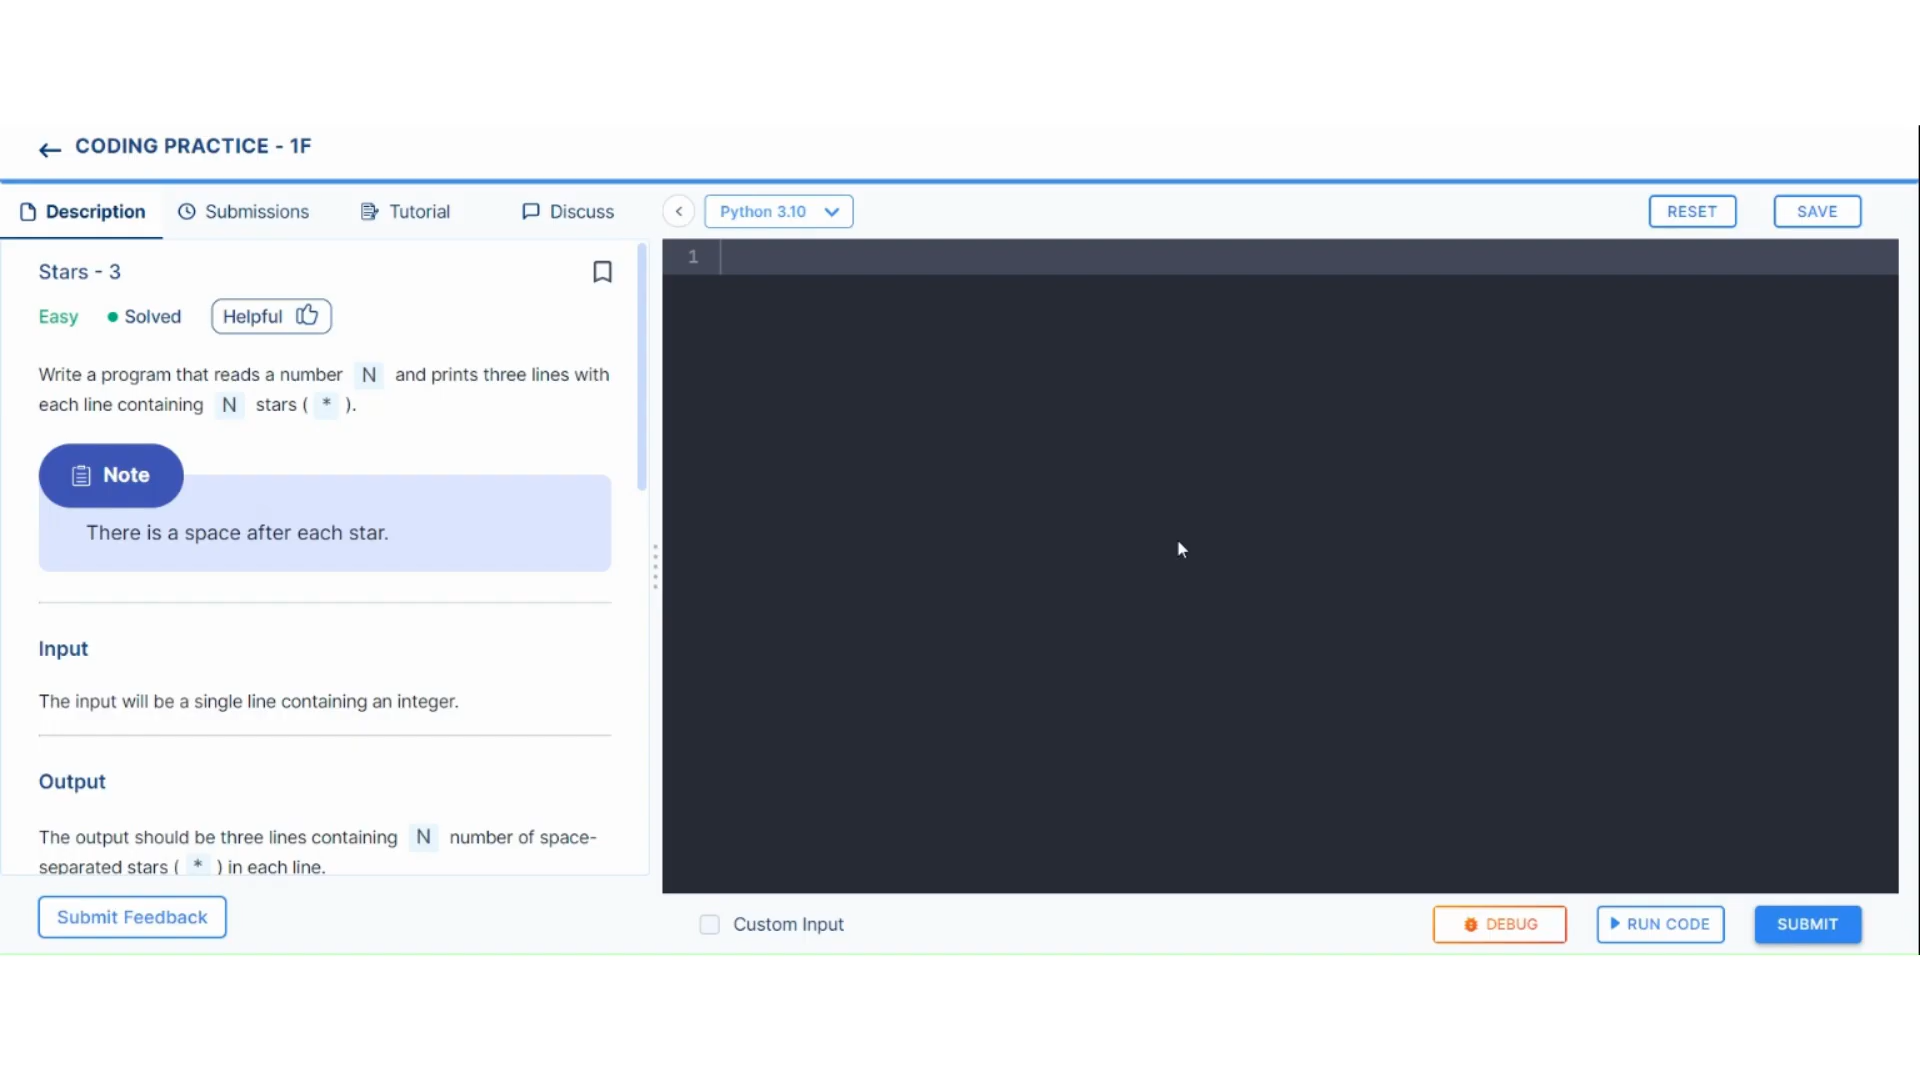 CODING PRACTICE - 1F
Description
Submissions
Tutorial
Discuss
Python 3.10
RESET
SAVE
Stars - 3
Easy
Solved
Helpful
Write a program that reads a number N and prints three lines with
each line containing N stars ( * ).
Note
There is a space after each star.
Input
The input will be a single line containing an integer.
Output
The output should be three lines containing N number of space-
separated stars ( * ) in each line.
1
Submit Feedback
Custom Input
DEBUG
RUN CODE
SUBMIT